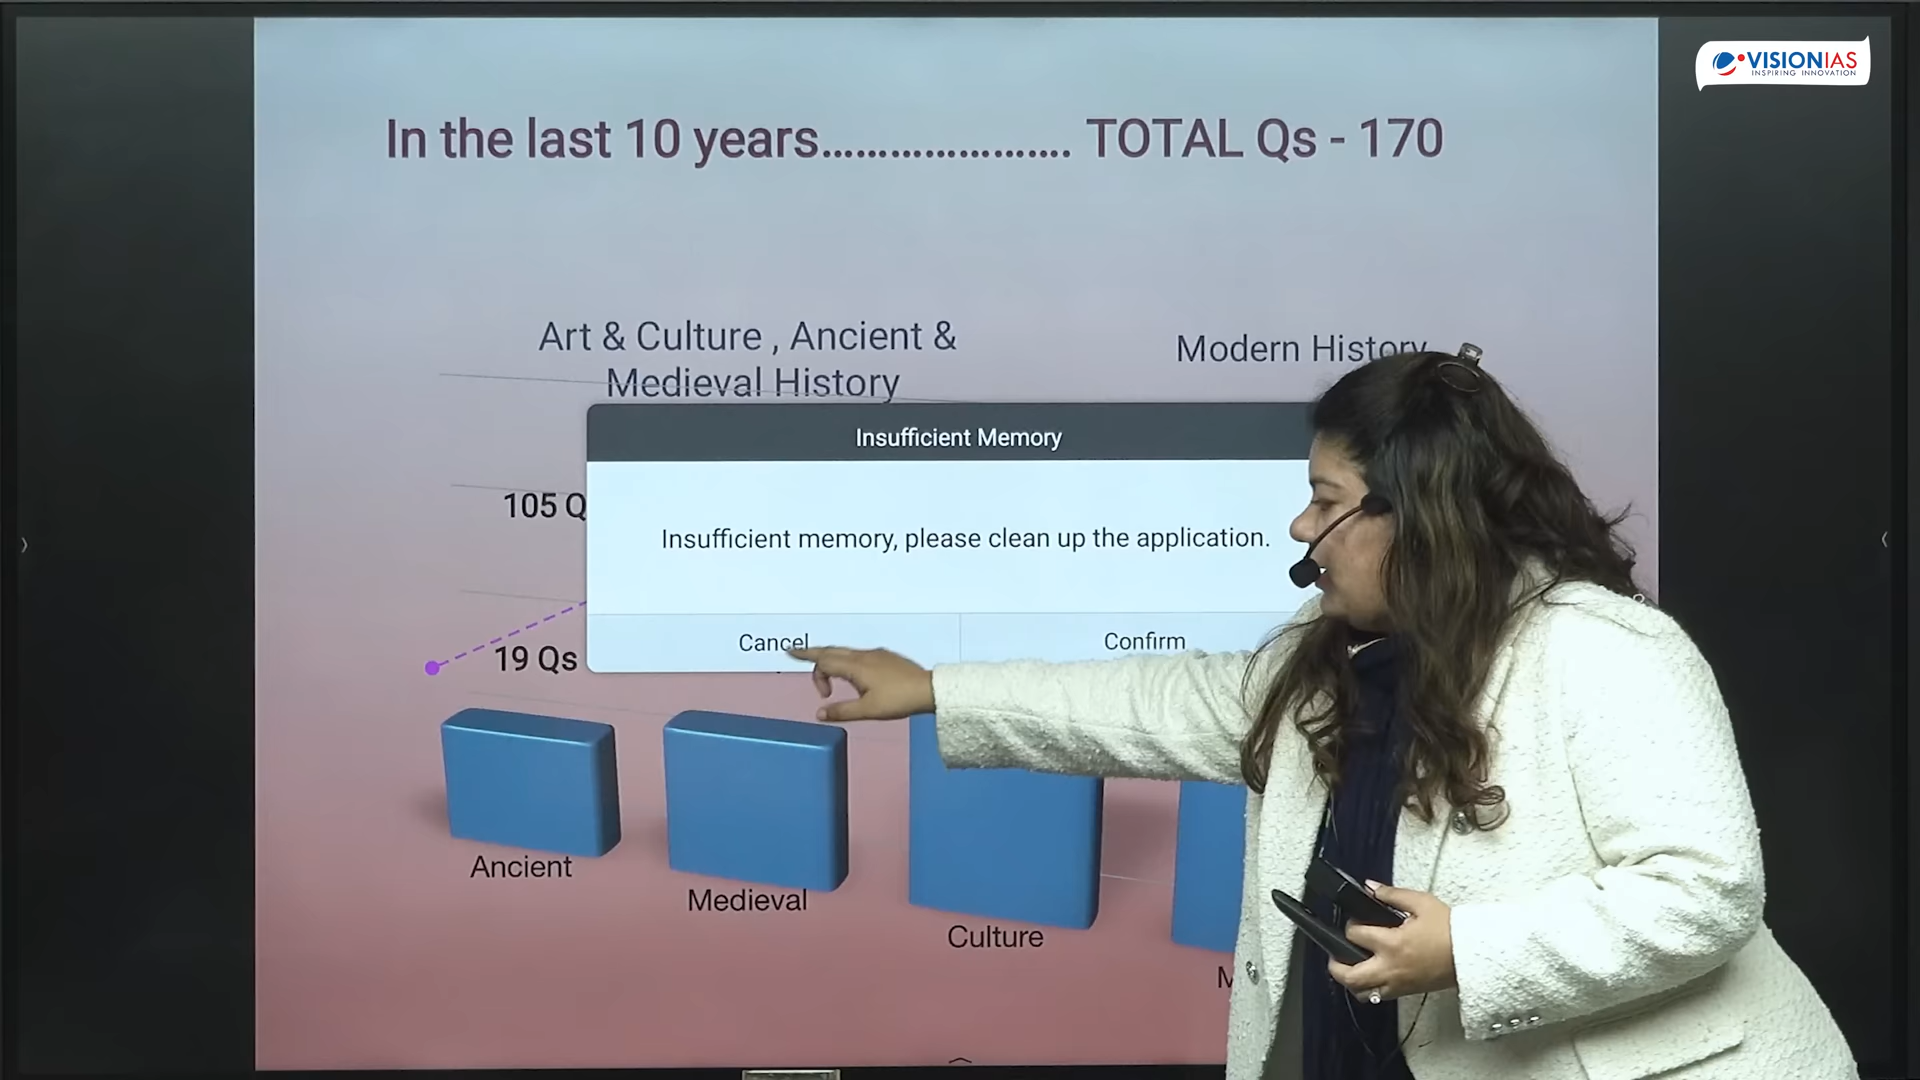 VISIONIAS
INSPIRING INNOVATION
In the last 10 years..................... TOTAL Qs - 170
Art & Culture , Ancient &
Medieval History
Modern History
Insufficient Memory
105 Q
Insufficient memory, please clean up the application.
19 Qs
Cancel
Confirm
Ancient
Medieval
Culture
M